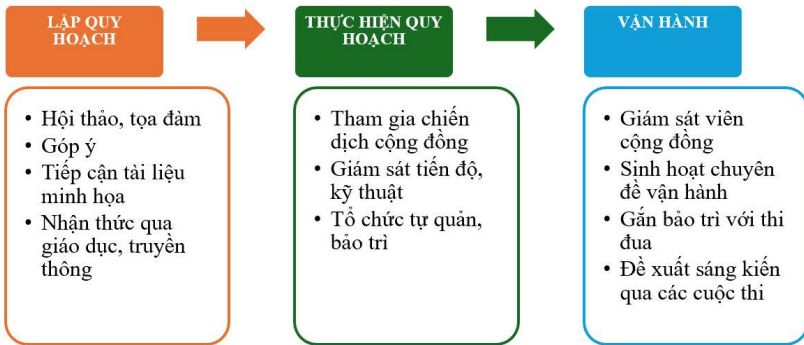 LẬP QUY
HOẠCH
• Hội thảo, tọa đàm
• Góp ý
• Tiếp cận tài liệu
minh họa
• Nhận thức qua
giáo dục, truyền
thông
THỰC HIỆN QUY
HOẠCH
• Tham gia chiến
dịch cộng đồng
• Giám sát tiến độ,
kỹ thuật
• Tổ chức tự quản,
bảo trì
VẬN HÀNH
• Giám sát viên
cộng đồng
• Sinh hoạt chuyên
đề vận hành
• Gắn bảo trì với thi
đua
• Đề xuất sáng kiến
qua các cuộc thi